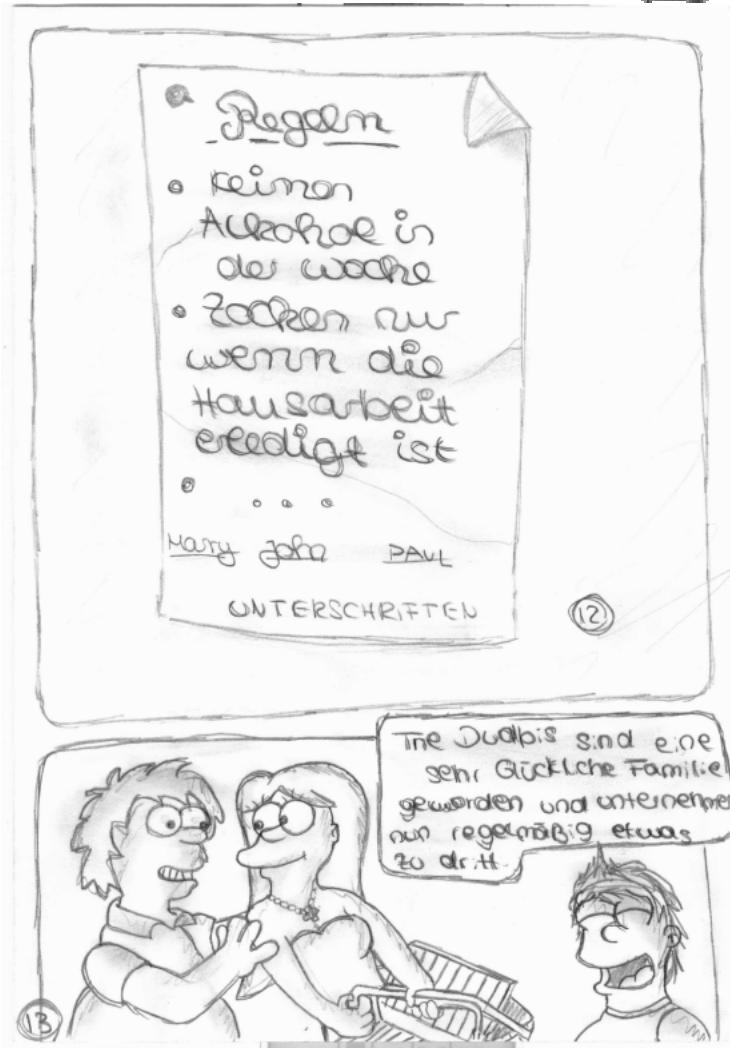 Regeln
keinen
Alkohol in
der woche
Zocken nur
wenn die
Hausarbeit
erledigt ist
...
Mary John PAUL
UNTERSCHRIFTEN
12
The Dudbis sind eine
sehr Glückliche Familie
geworden und unternehmen
nun regelmäßig etwas
zu dritt.
13